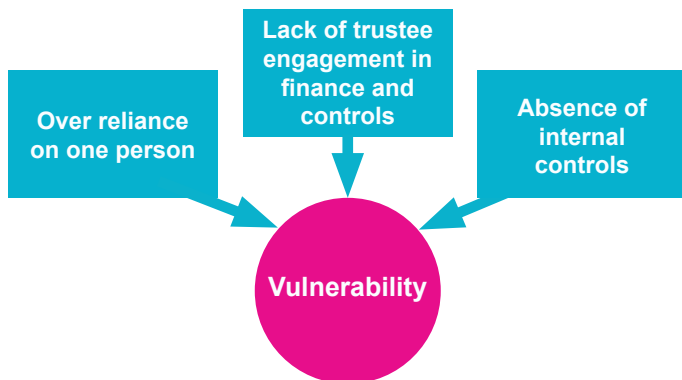 Lack of trustee
engagement in
finance and
controls
Over reliance
on one person
Absence of
internal
controls
Vulnerability